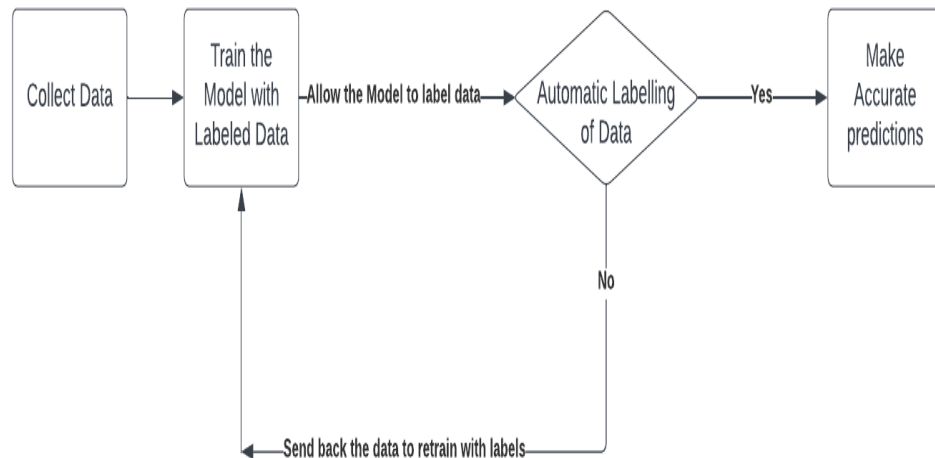 Collect Data
Train the
Model with
Labeled Data
Allow the Model to label data
Automatic Labelling
of Data
Yes
Make
Accurate
predictions
No
Send back the data to retrain with labels